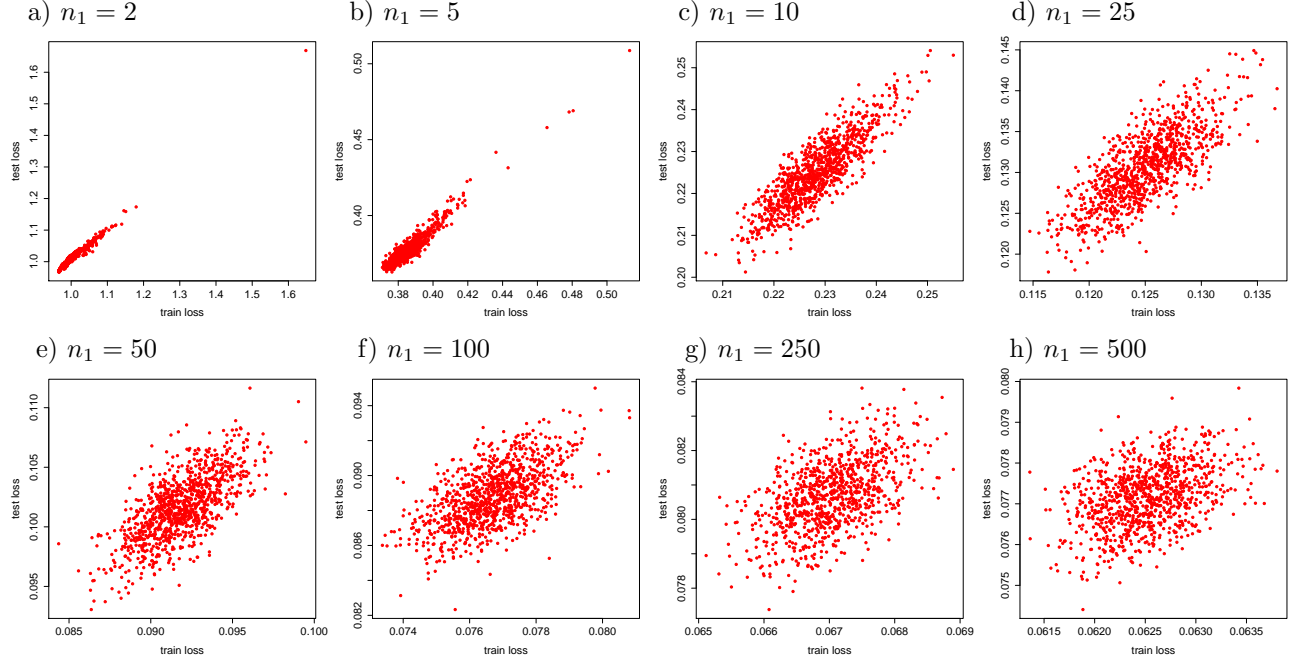 a) n₁ = 2
b) n₁ = 5
c) n₁ = 10
d) n₁ = 25
test loss
1.0 1.1 1.2 1.3 1.4 1.5 1.6
1.0 1.1 1.2 1.3 1.4 1.5 1.6
train loss
test loss
0.40 0.45 0.50
0.38 0.40 0.42 0.44 0.46 0.48 0.50
train loss
test loss
0.20 0.21 0.22 0.23 0.24 0.25
0.21 0.22 0.23 0.24 0.25
train loss
test loss
0.120 0.125 0.130 0.135 0.140 0.145
0.115 0.120 0.125 0.130 0.135
train loss
e) n₁ = 50
f) n₁ = 100
g) n₁ = 250
h) n₁ = 500
test loss
0.095 0.100 0.105 0.110
0.085 0.090 0.095 0.100
train loss
test loss
0.082 0.086 0.090 0.094
0.074 0.076 0.078 0.080
train loss
test loss
0.078 0.080 0.082 0.084
0.065 0.066 0.067 0.068 0.069
train loss
test loss
0.075 0.076 0.077 0.078 0.079 0.080
0.0615 0.0620 0.0625 0.0630 0.0635
train loss